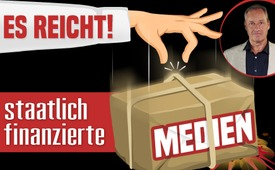 ES REICHT!
staatlich
finanzierte
MEDIEN